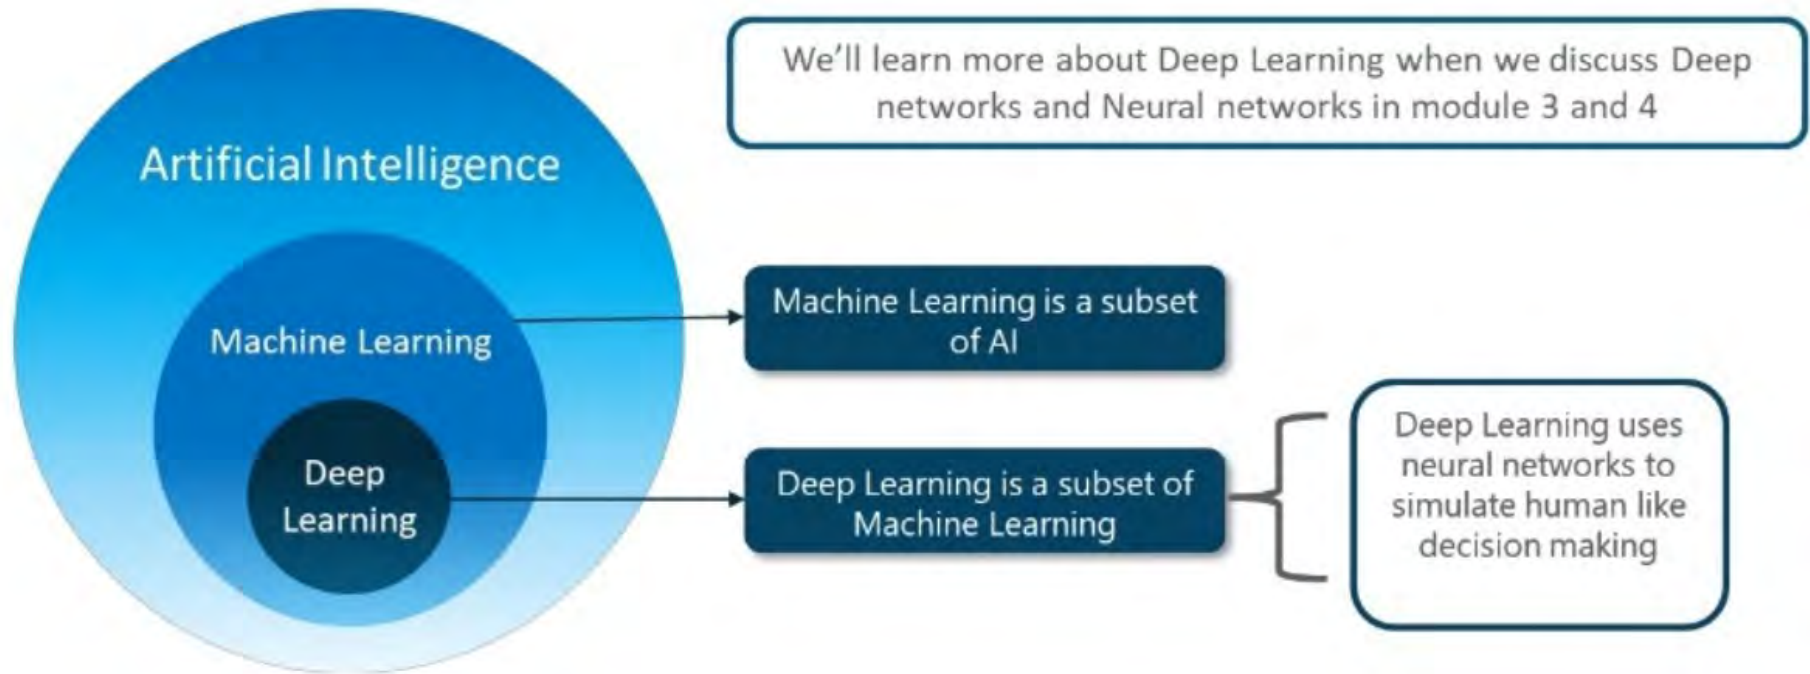 We'll learn more about Deep Learning when we discuss Deep
networks and Neural networks in module 3 and 4
Artificial Intelligence
Machine Learning
Deep
Learning
Machine Learning is a subset
of AI
Deep Learning is a subset of
Machine Learning
Deep Learning uses
neural networks to
simulate human like
decision making